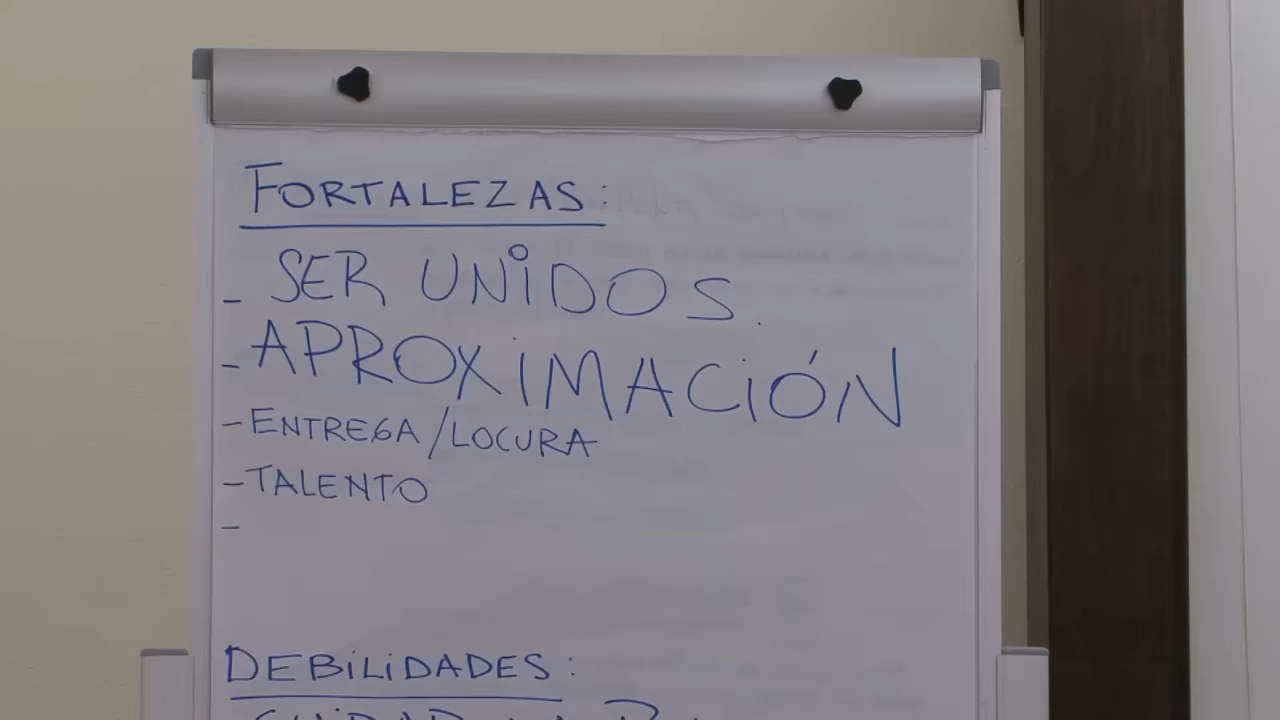 FORTALEZAS:
- SER UNiDOS.
- APROXiMACiÓN
- ENTREGA/LOCURA
- TALENTO
-
DEBiLiDADES: